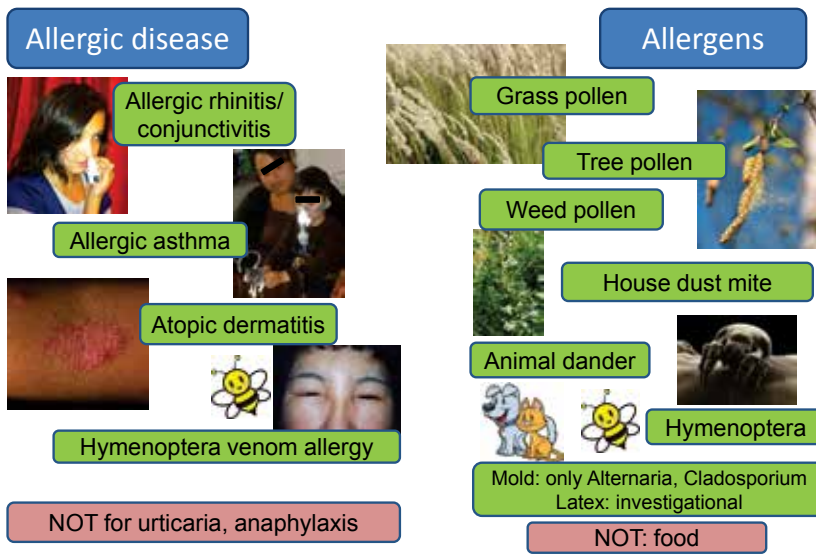 Allergic disease
Allergic rhinitis/
conjunctivitis
Allergic asthma
Atopic dermatitis
Hymenoptera venom allergy
NOT for urticaria, anaphylaxis
Allergens
Grass pollen
Tree pollen
Weed pollen
House dust mite
Animal dander
Hymenoptera
Mold: only Alternaria, Cladosporium
Latex: investigational
NOT: food